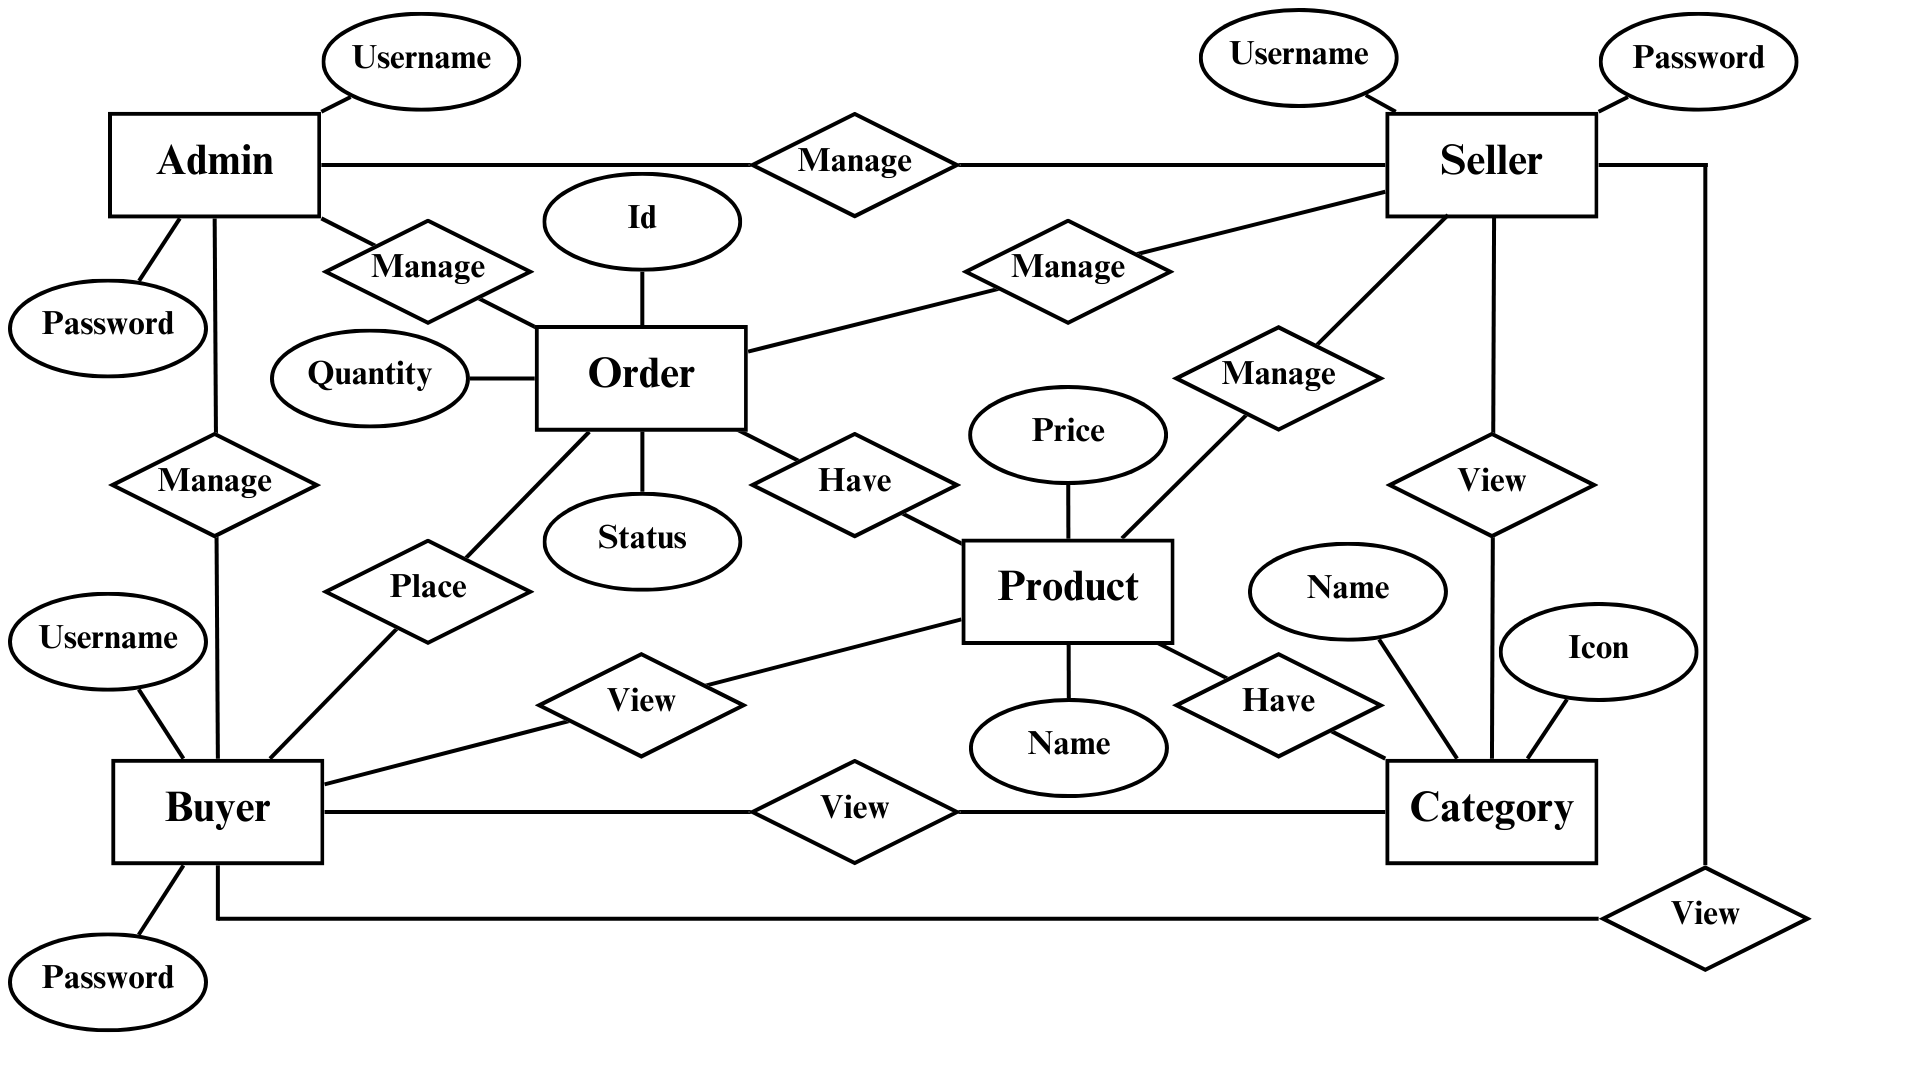 Username
Username
Password
Admin
Manage
Seller
Id
Manage
Manage
Password
Quantity
Order
Manage
Price
Manage
Have
View
Status
Place
Product
Name
Username
Icon
View
Have
Name
Buyer
View
Category
View
Password